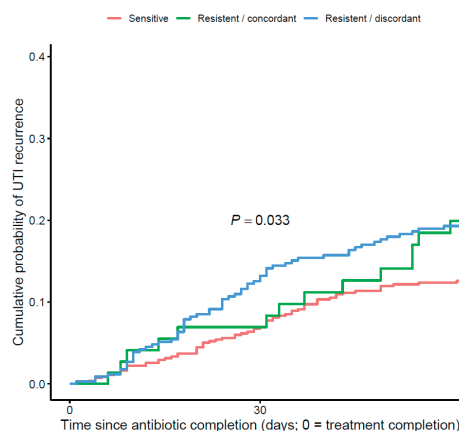 Sensitive Resistent / concordant Resistent / discordant
0.4
0.3
0.2
0.1
0.0
Cumulative probability of UTI recurrence
P = 0.033
0 30
Time since antibiotic completion (days; 0 = treatment completion)